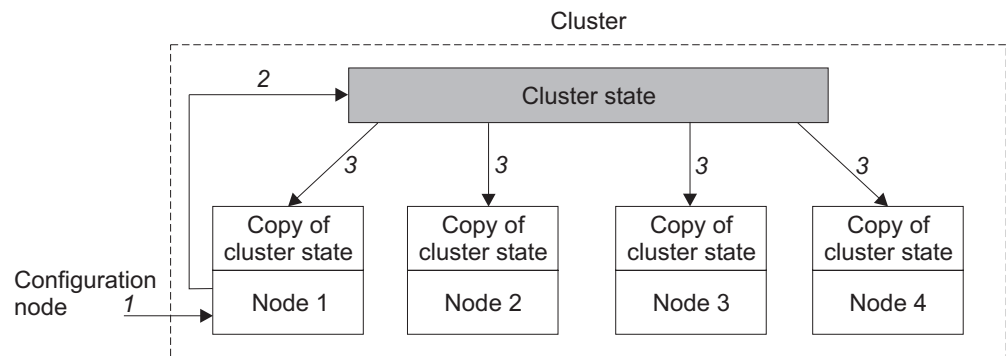 Cluster
2
Cluster state
3
3
3
3
Copy of
cluster state
Copy of
cluster state
Copy of
cluster state
Copy of
cluster state
Configuration
node
1
Node 1
Node 2
Node 3
Node 4